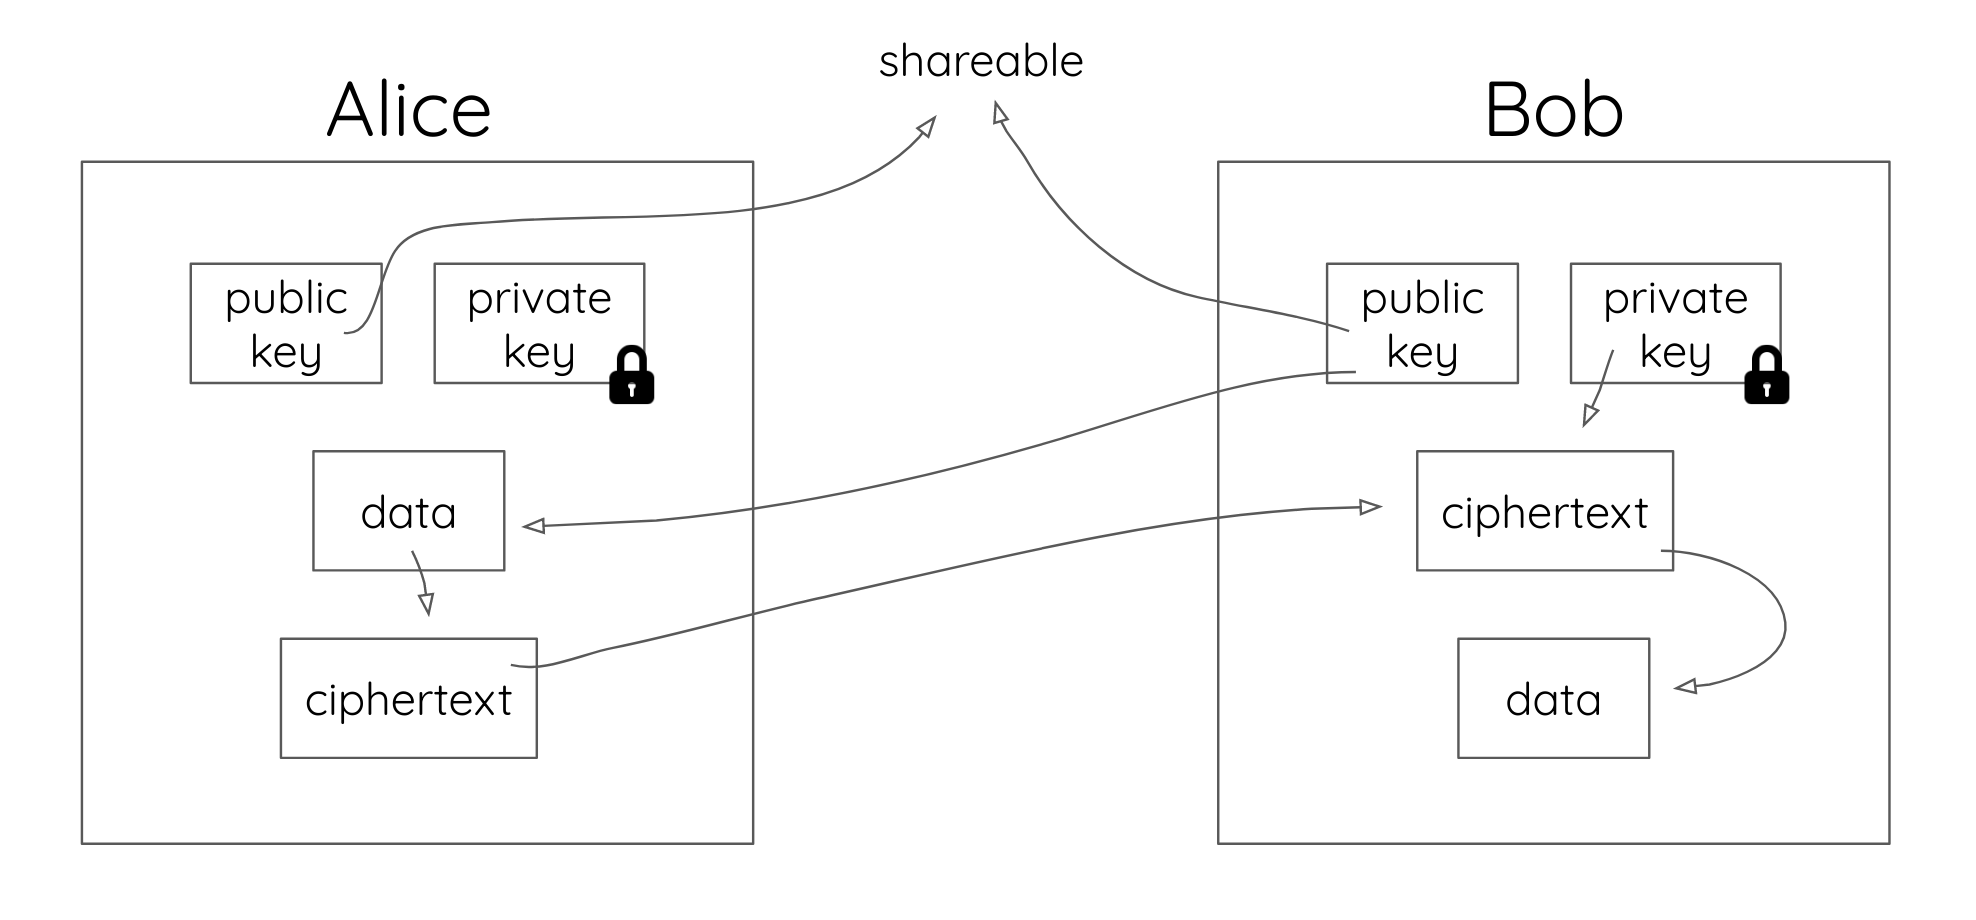 shareable
Alice
Bob
public
key
private
key
data
ciphertext
public
key
private
key
ciphertext
data